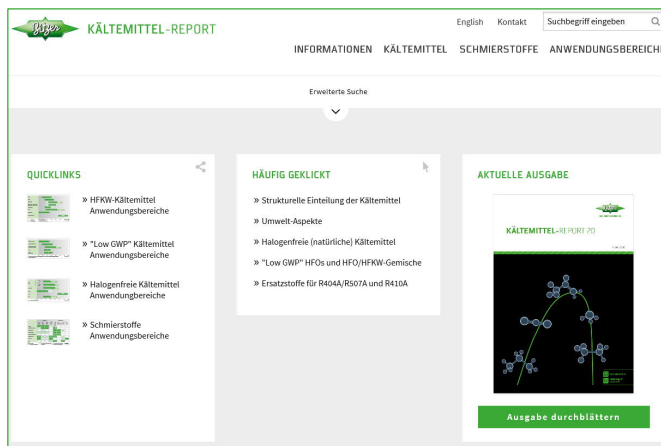 English Kontakt Suchbegriff eingeben
KÄLTEMITTEL-REPORT
INFORMATIONEN KÄLTEMITTEL SCHMIERSTOFFE ANWENDUNGSBEREICHE
Erweiterte Suche
QUICKLINKS
» HFKW-Kältemittel
Anwendungsbereiche
» "Low GWP" Kältemittel
Anwendungsbereiche
» Halogenfreie Kältemittel
Anwendungbereiche
» Schmierstoffe
Anwendungsbereiche
HÄUFIG GEKLICKT
» Strukturelle Einteilung der Kältemittel
» Umwelt-Aspekte
» Halogenfreie (natürliche) Kältemittel
» "Low GWP" HFOs und HFO/HFKW-Gemische
» Ersatzstoffe für R404A/R507A und R410A
AKTUELLE AUSGABE
KÄLTEMITTEL-REPORT 20
Ausgabe durchblättern